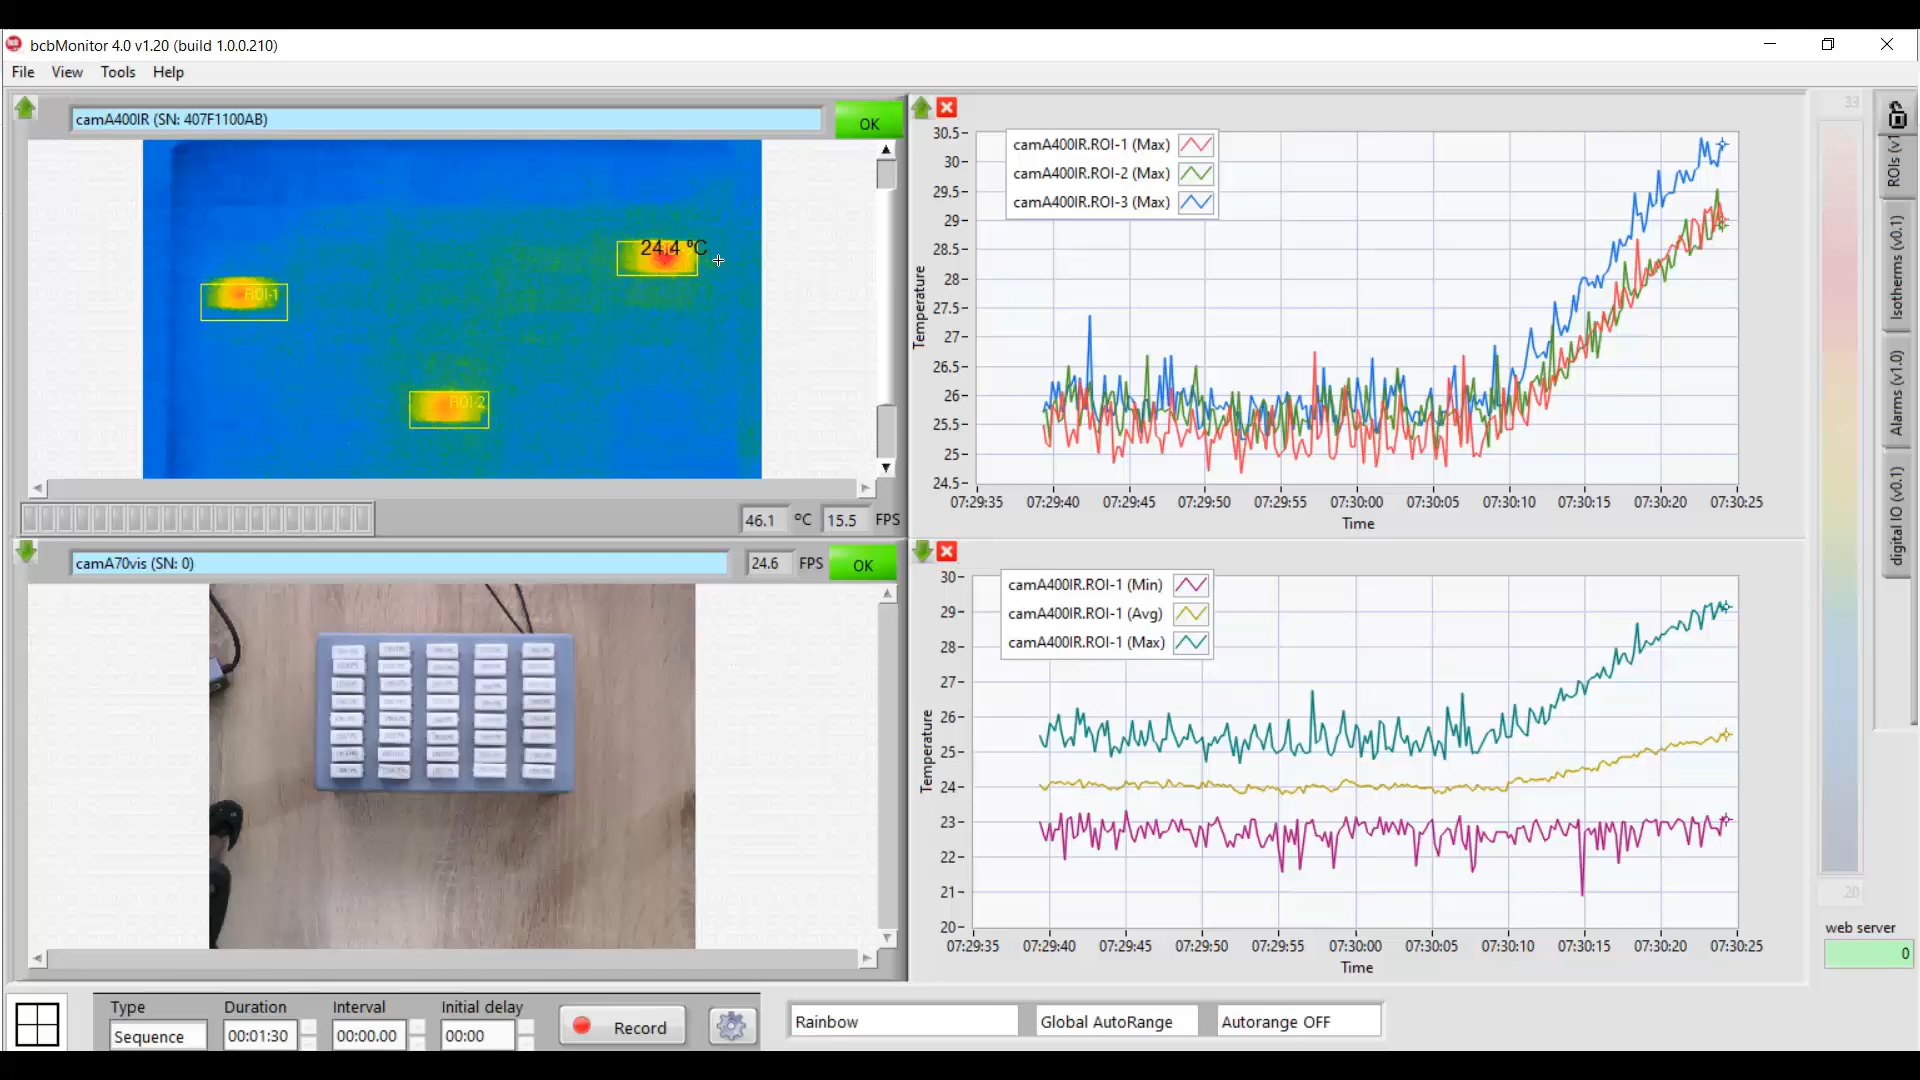 bcbMonitor 4.0 v1.20 (build 1.0.0.210)
File View Tools Help
camA400IR (SN: 407F1100AB)
OK
24.4 ºC
ROI-1
ROI-2
46.1 ºC 15.5 FPS
camA70vis (SN: 0)
24.6 FPS OK
camA400IR.ROI-1 (Max)
camA400IR.ROI-2 (Max)
camA400IR.ROI-3 (Max)
Temperature
30.5
30
29.5
29
28.5
28
27.5
27
26.5
26
25.5
25
24.5
07:29:35 07:29:40 07:29:45 07:29:50 07:29:55 07:30:00 07:30:05 07:30:10 07:30:15 07:30:20 07:30:25
Time
camA400IR.ROI-1 (Min)
camA400IR.ROI-1 (Avg)
camA400IR.ROI-1 (Max)
Temperature
30
29
28
27
26
25
24
23
22
21
20
07:29:35 07:29:40 07:29:45 07:29:50 07:29:55 07:30:00 07:30:05 07:30:10 07:30:15 07:30:20 07:30:25
Time
33
20
ROIs (v1
Isotherms (v0.1)
Alarms (v1.0)
digital IO (v0.1)
web server
0
Type Duration Interval Initial delay
Sequence 00:01:30 00:00.00 00:00
Record
Rainbow Global AutoRange Autorange OFF